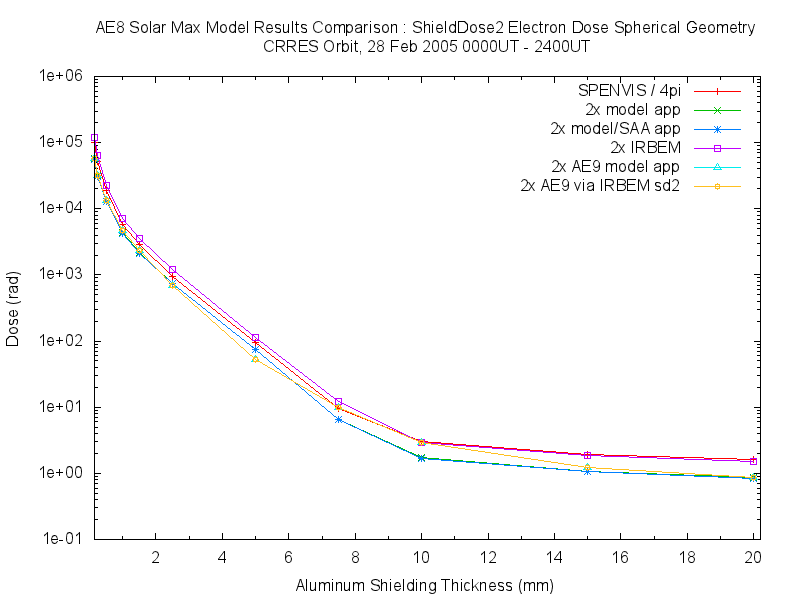 AE8 Solar Max Model Results Comparison : ShieldDose2 Electron Dose Spherical Geometry
CRRES Orbit, 28 Feb 2005 0000UT - 2400UT
SPENVIS / 4pi
2x model app
2x model/SAA app
2x IRBEM
2x AE9 model app
2x AE9 via IRBEM sd2
1e+06
1e+05
1e+04
1e+03
1e+02
1e+01
1e+00
1e-01
Dose (rad)
2 4 6 8 10 12 14 16 18 20
Aluminum Shielding Thickness (mm)